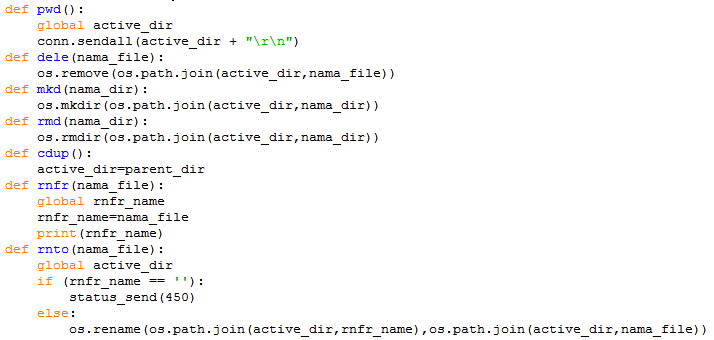 def pwd():
    global active_dir
    conn.sendall(active_dir + "\r\n")
def dele(nama_file):
    os.remove(os.path.join(active_dir,nama_file))
def mkd(nama_dir):
    os.mkdir(os.path.join(active_dir,nama_dir))
def rmd(nama_dir):
    os.rmdir(os.path.join(active_dir,nama_dir))
def cdup():
    active_dir=parent_dir
def rnfr(nama_file):
    global rnfr_name
    rnfr_name=nama_file
    print(rnfr_name)
def rnto(nama_file):
    global active_dir
    if (rnfr_name == ''):
        status_send(450)
    else:
        os.rename(os.path.join(active_dir,rnfr_name),os.path.join(active_dir,nama_file))